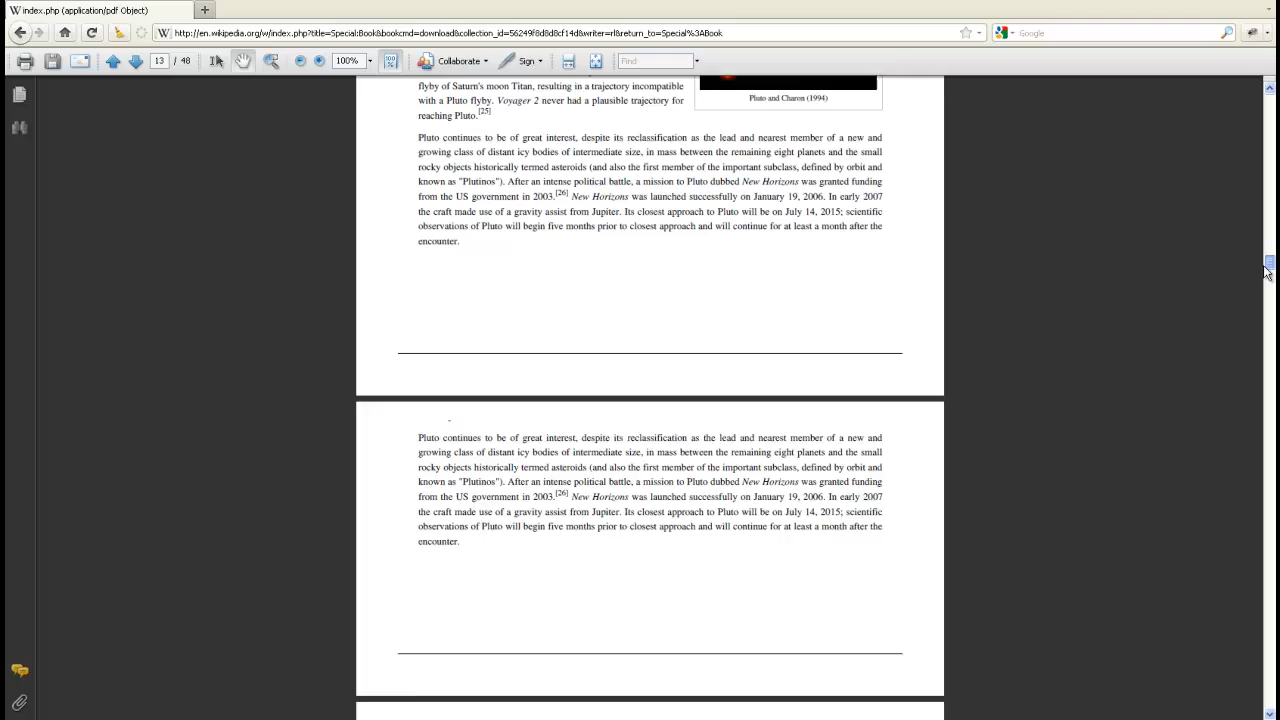 index.php (application/pdf Object)
http://en.wikipedia.org/w/index.php?title=Special:Book&bookcmd=download&collection_id=56249f8d8d8cf14d&writer=rl&return_to=Special%3ABook
Google
13 / 48
100%
Collaborate
Sign
Find
flyby of Saturn's moon Titan, resulting in a trajectory incompatible
with a Pluto flyby. Voyager 2 never had a plausible trajectory for
reaching Pluto.[25]
Pluto and Charon (1994)
Pluto continues to be of great interest, despite its reclassification as the lead and nearest member of a new and
growing class of distant icy bodies of intermediate size, in mass between the remaining eight planets and the small
rocky objects historically termed asteroids (and also the first member of the important subclass, defined by orbit and
known as "Plutinos"). After an intense political battle, a mission to Pluto dubbed New Horizons was granted funding
from the US government in 2003.[26] New Horizons was launched successfully on January 19, 2006. In early 2007
the craft made use of a gravity assist from Jupiter. Its closest approach to Pluto will be on July 14, 2015; scientific
observations of Pluto will begin five months prior to closest approach and will continue for at least a month after the
encounter.
Pluto continues to be of great interest, despite its reclassification as the lead and nearest member of a new and
growing class of distant icy bodies of intermediate size, in mass between the remaining eight planets and the small
rocky objects historically termed asteroids (and also the first member of the important subclass, defined by orbit and
known as "Plutinos"). After an intense political battle, a mission to Pluto dubbed New Horizons was granted funding
from the US government in 2003.[26] New Horizons was launched successfully on January 19, 2006. In early 2007
the craft made use of a gravity assist from Jupiter. Its closest approach to Pluto will be on July 14, 2015; scientific
observations of Pluto will begin five months prior to closest approach and will continue for at least a month after the
encounter.